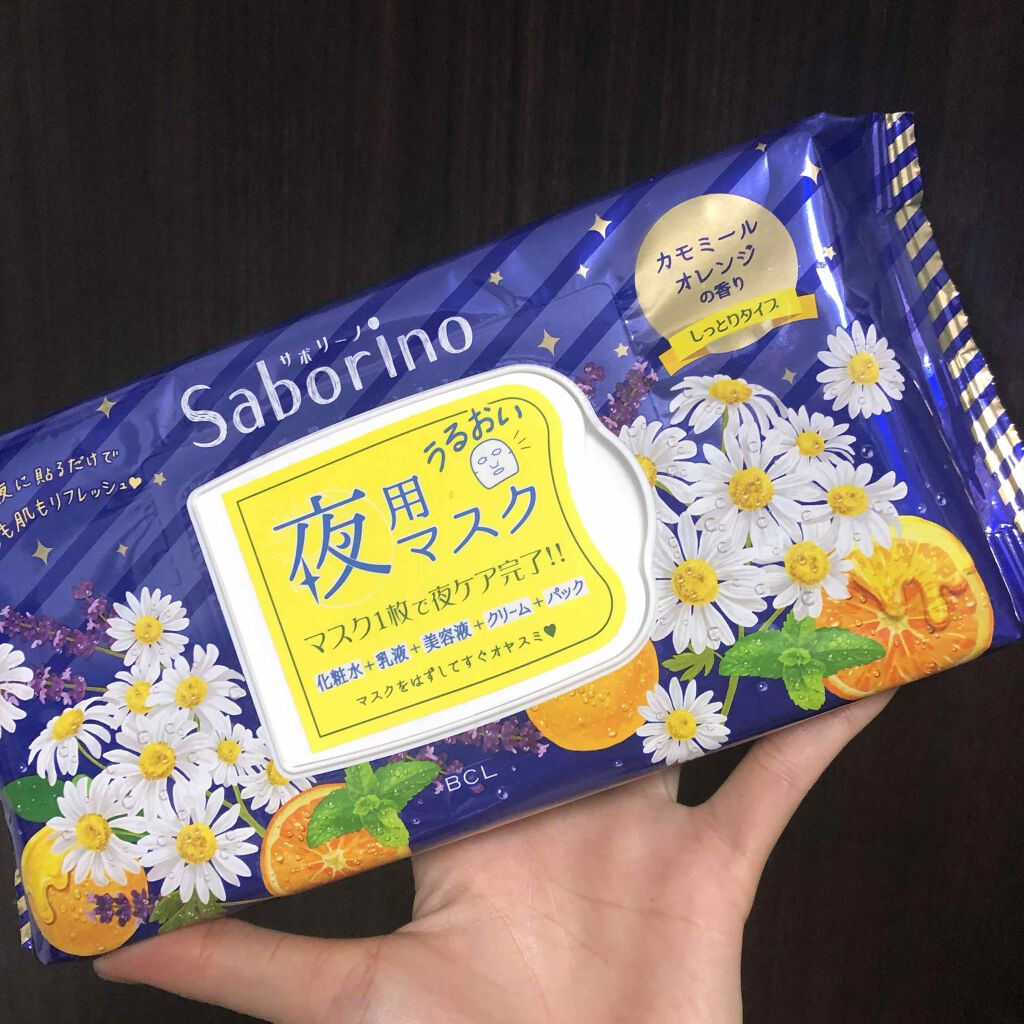 サボリーノ
Saborino
カモミール
オレンジ
の香り
しっとりタイプ
夜に貼るだけで
も肌もリフレッシュ♥
うるおい
夜用
マスク
マスク1枚で夜ケア完了!!
化粧水+乳液+美容液+クリーム+パック
マスクをはずしてすぐオヤスミ♥
BCL